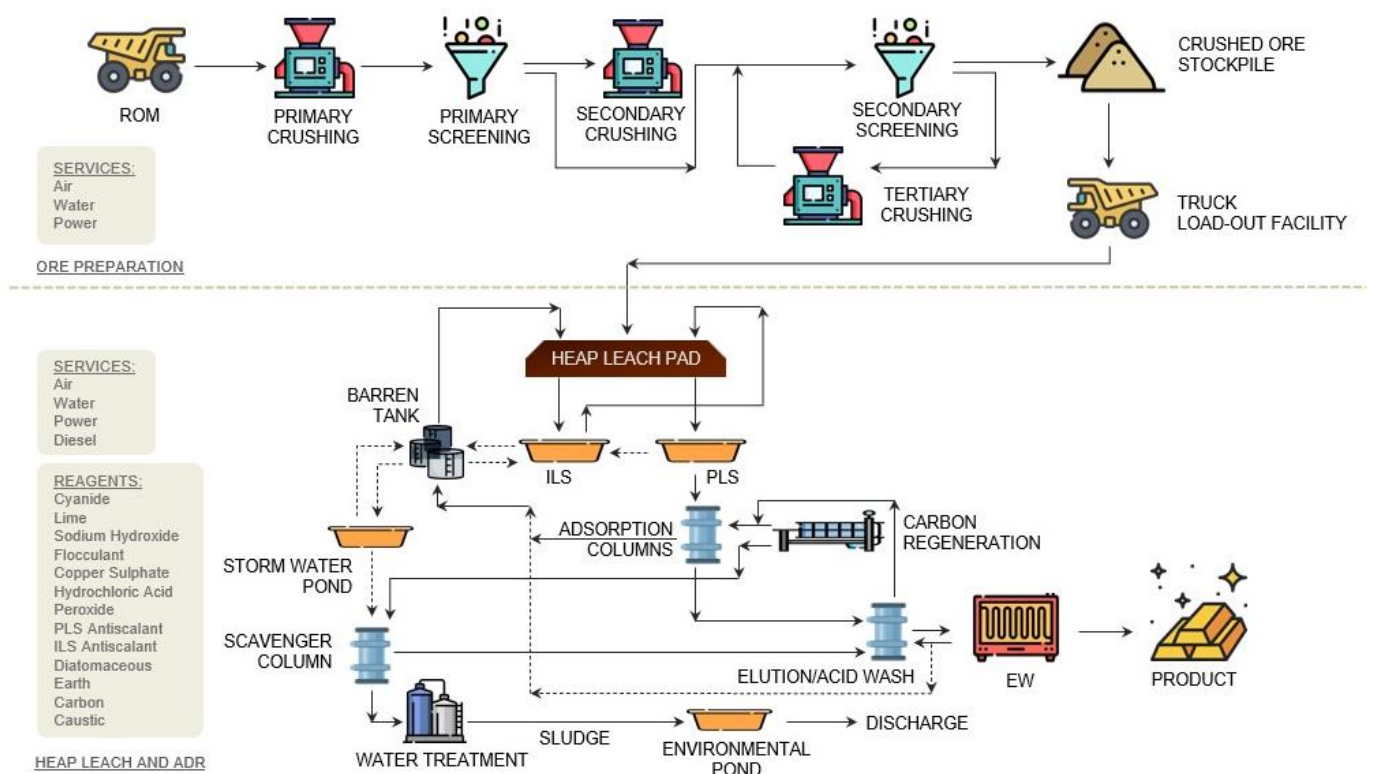 ROM
PRIMARY
CRUSHING
PRIMARY
SCREENING
SECONDARY
CRUSHING
SECONDARY
SCREENING
CRUSHED ORE
STOCKPILE
TERTIARY
CRUSHING
TRUCK
LOAD-OUT FACILITY
SERVICES:
Air
Water
Power
ORE PREPARATION
HEAP LEACH PAD
SERVICES:
Air
Water
Power
Diesel
BARREN
TANK
ILS
PLS
REAGENTS:
Cyanide
Lime
Sodium Hydroxide
Flocculant
Copper Sulphate
Hydrochloric Acid
Peroxide
PLS Antiscalant
ILS Antiscalant
Diatomaceous
Earth
Carbon
Caustic
ADSORPTION
COLUMNS
CARBON
REGENERATION
STORM WATER
POND
SCAVENGER
COLUMN
ELUTION/ACID WASH
EW
PRODUCT
WATER TREATMENT
SLUDGE
ENVIRONMENTAL
POND
DISCHARGE
HEAP LEACH AND ADR